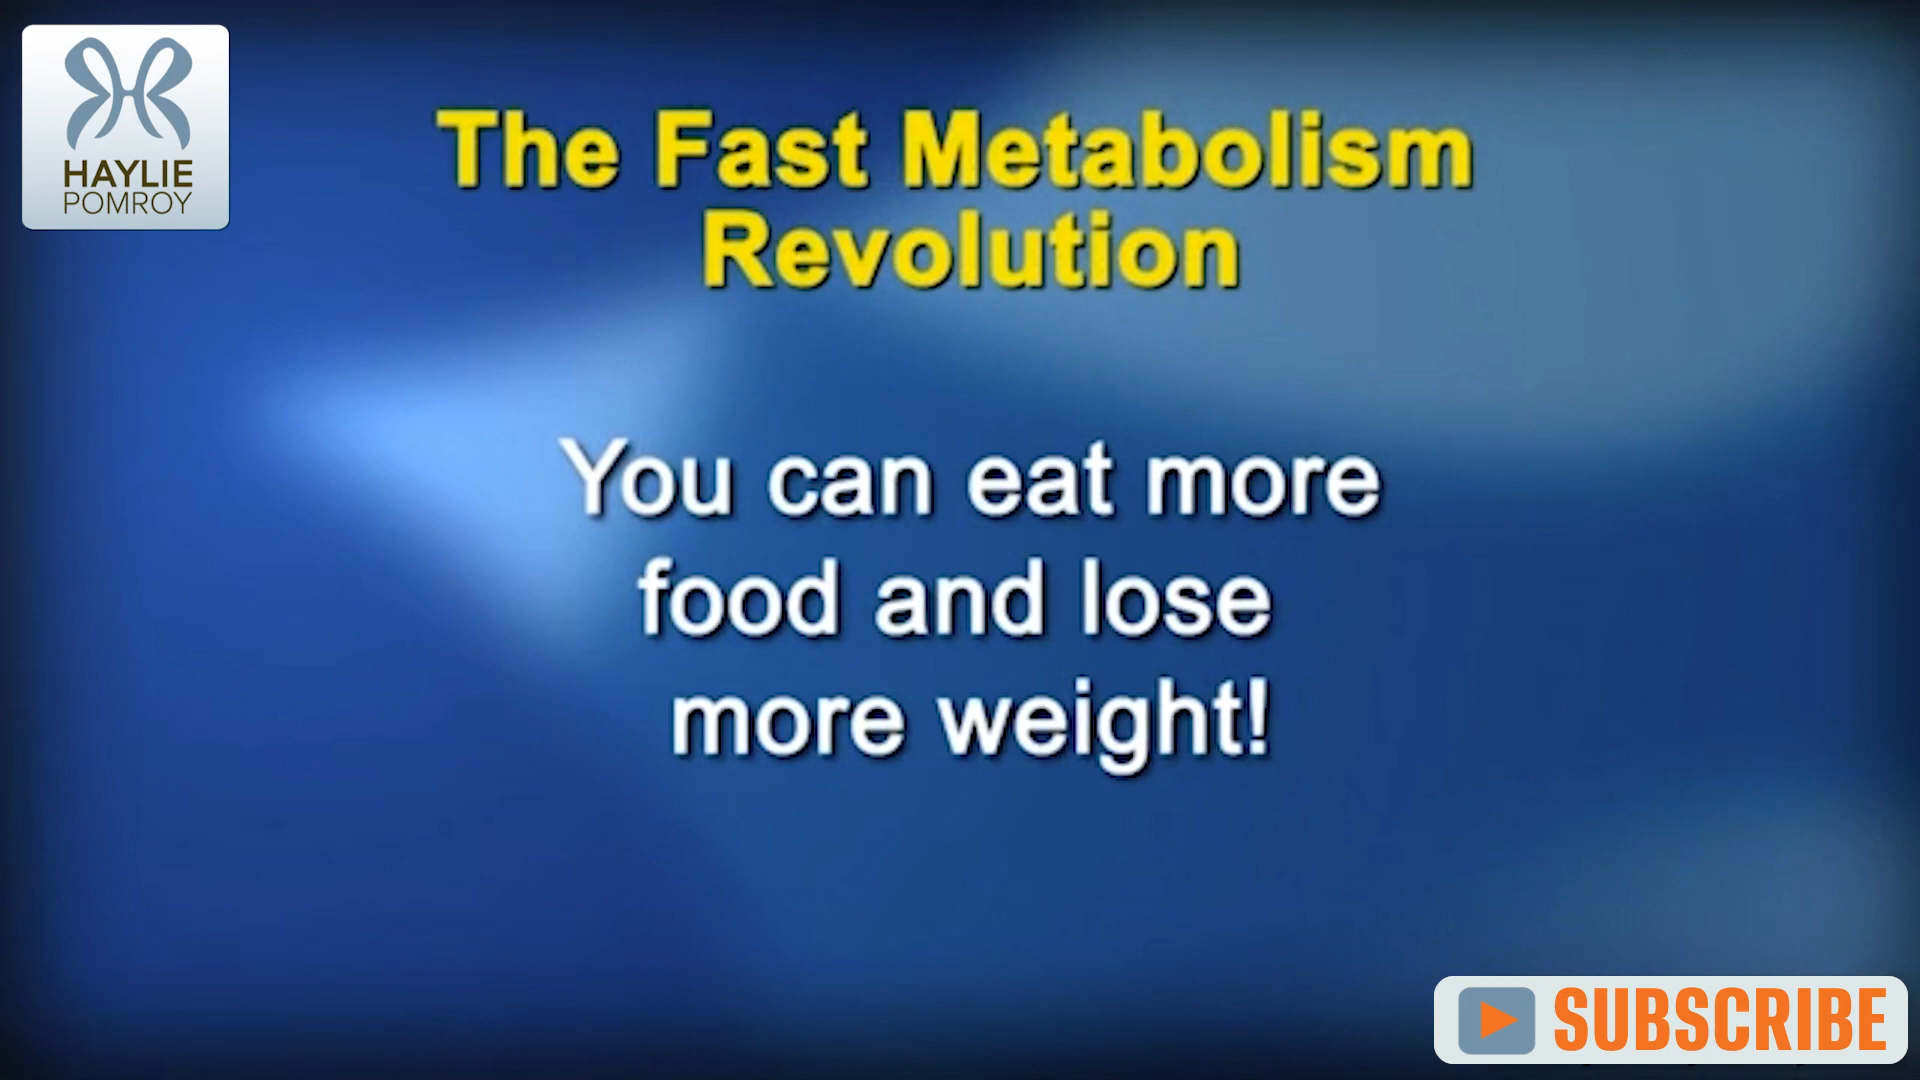 HAYLIE
POMROY
The Fast Metabolism
Revolution
You can eat more
food and lose
more weight!
SUBSCRIBE